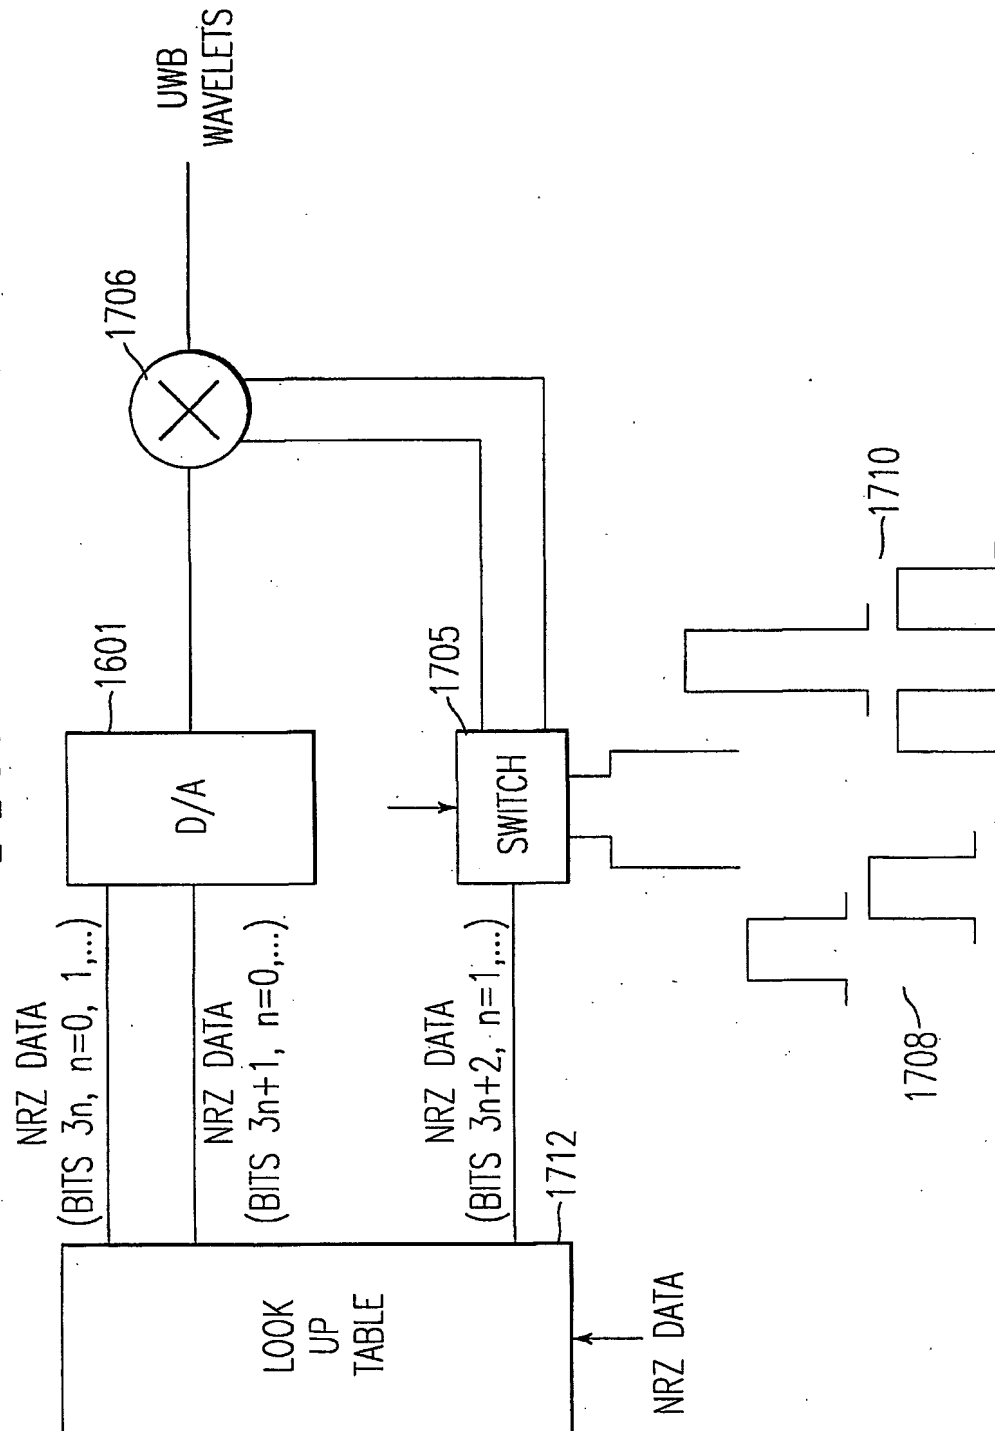 UWB
WAVELETS
1706
1601
D/A
1705
SWITCH
1710
1708
NRZ DATA
(BITS 3n, n=0, 1,...)
NRZ DATA
(BITS 3n+1, n=0,...)
NRZ DATA
(BITS 3n+2, n=1,...)
1712
LOOK
UP
TABLE
NRZ DATA